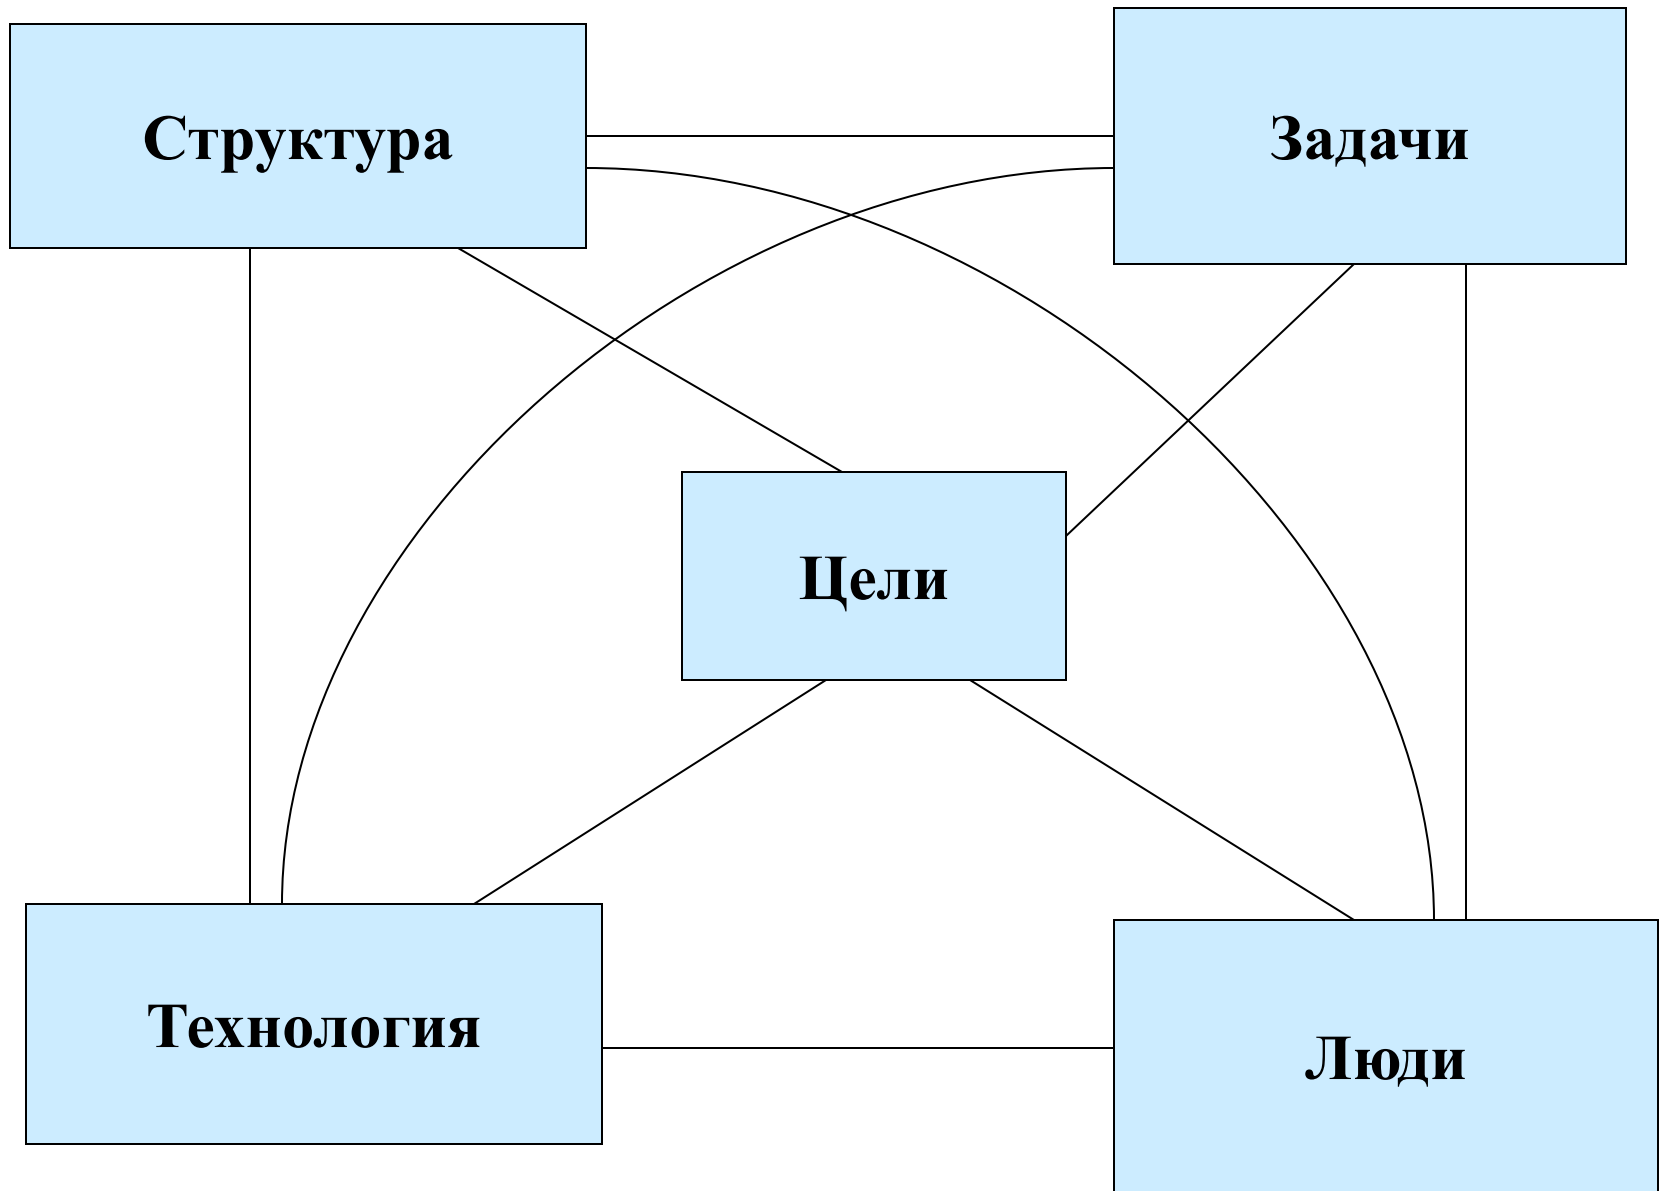 Структура
Задачи
Цели
Технология
Люди